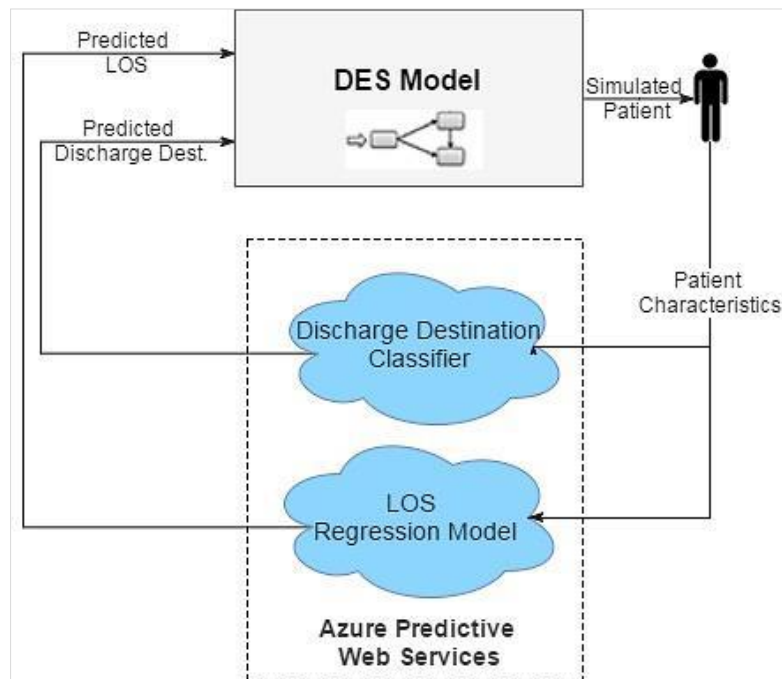 Predicted
LOS
DES Model
Simulated
Patient
Predicted
Discharge Dest.
Patient
Characteristics
Discharge Destination
Classifier
LOS
Regression Model
Azure Predictive
Web Services